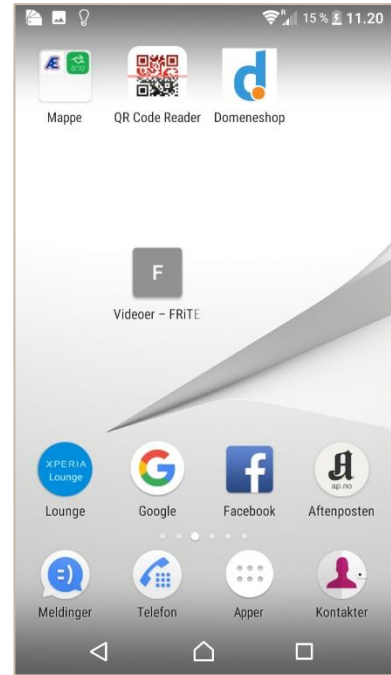 R 15 % 11.20
Æ ario
Mappe QR Code Reader Domeneshop
d
F
Videoer – FRiTE
XPERIA
Lounge
G f A
ap.no
Lounge Google Facebook Aftenposten
:)
Meldinger Telefon Apper Kontakter